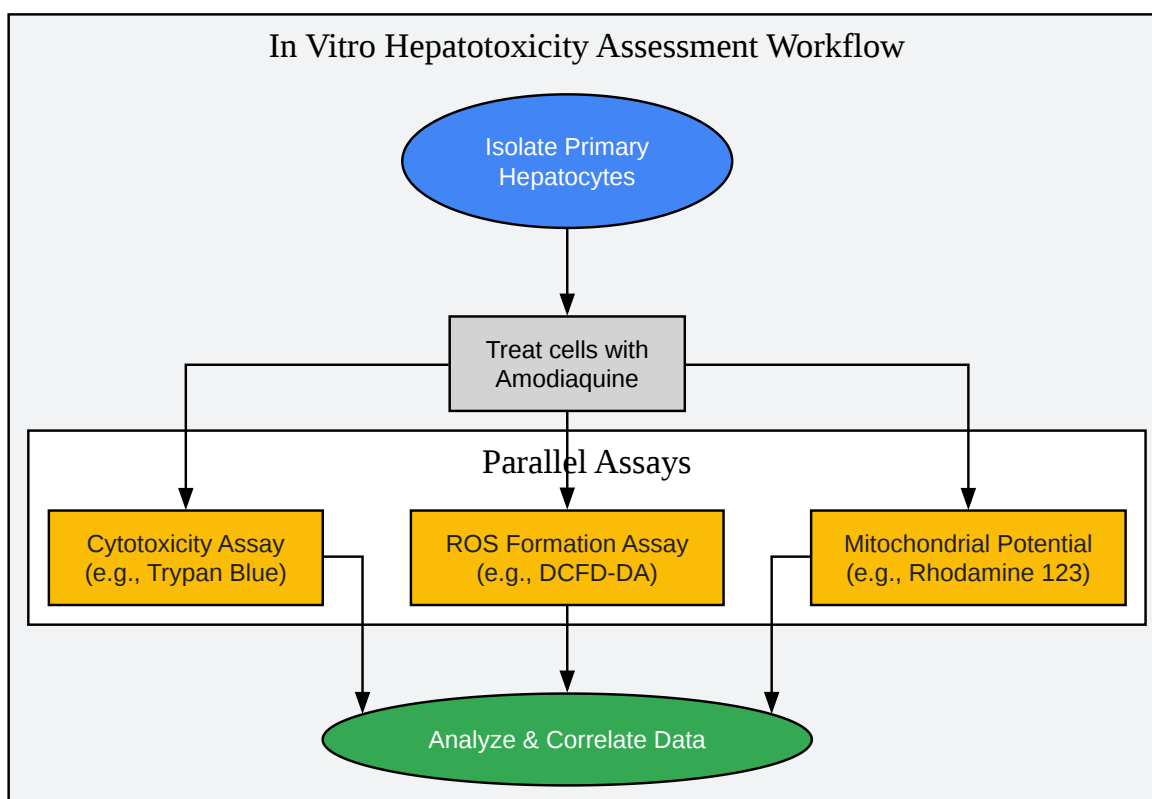 In Vitro Hepatotoxicity Assessment Workflow
Isolate Primary
Hepatocytes
Treat cells with
Amodiaquine
Parallel Assays
Cytotoxicity Assay
(e.g., Trypan Blue)
ROS Formation Assay
(e.g., DCFD-DA)
Mitochondrial Potential
(e.g., Rhodamine 123)
Analyze & Correlate Data